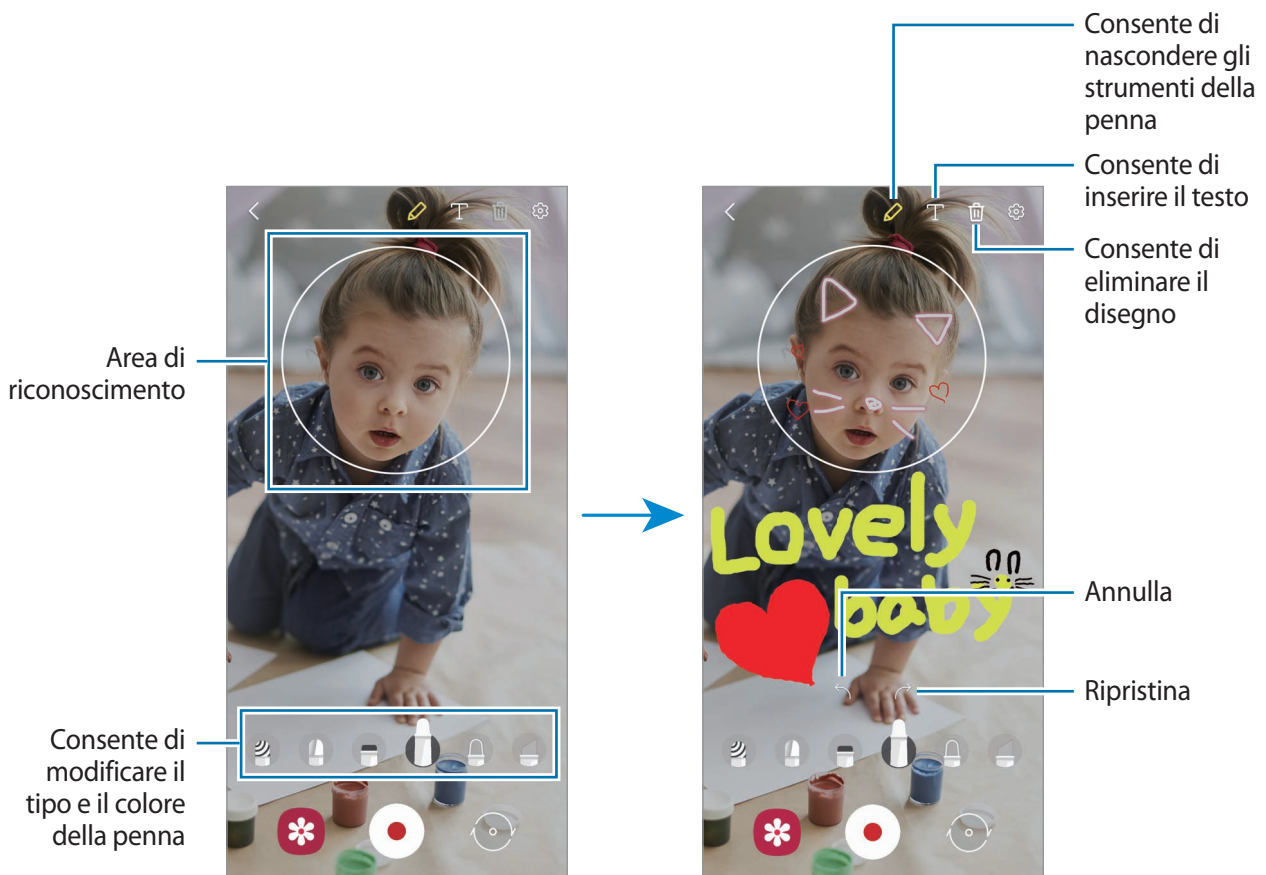 Consente di
nascondere gli
strumenti della
penna
Consente di
inserire il testo
Consente di
eliminare il
disegno
Area di
riconoscimento
T
T
Lovely
baby
Annulla
Ripristina
Consente di
modificare il
tipo e il colore
della penna